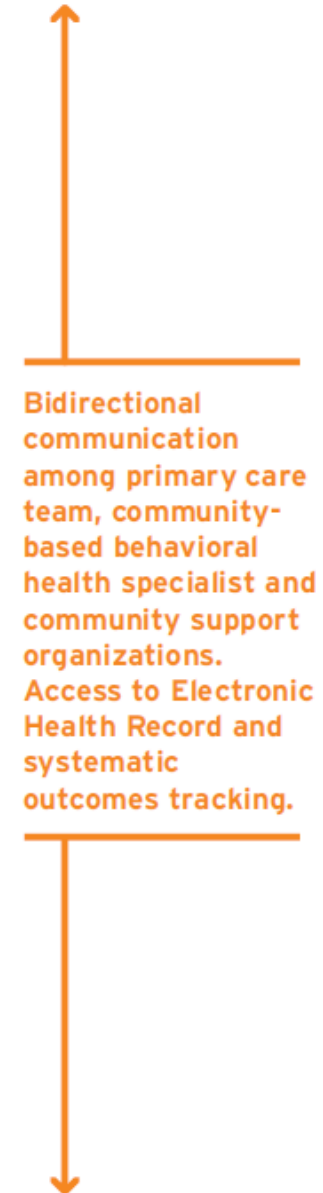 Bidirectional
communication
among primary care
team, community-
based behavioral
health specialist and
community support
organizations.
Access to Electronic
Health Record and
systematic
outcomes tracking.